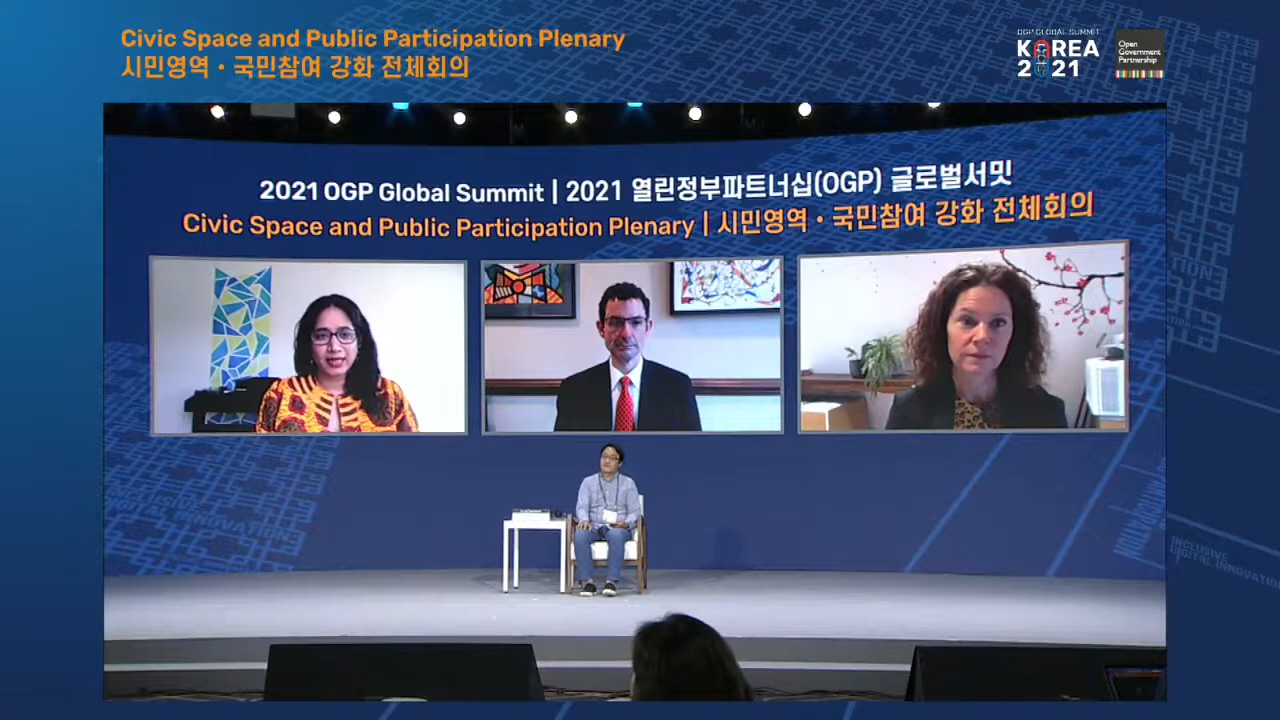 Civic Space and Public Participation Plenary
시민영역・국민참여 강화 전체회의
OGP GLOBAL SUMMIT
KOREA
2021
Open
Government
Partnership
2021 OGP Global Summit | 2021 열린정부파트너십(OGP) 글로벌서밋
Civic Space and Public Participation Plenary | 시민영역・국민참여 강화 전체회의
INCLUSIVE
DIGITAL INNOVATION
INCLUSIVE
DIGITAL INNOVATION